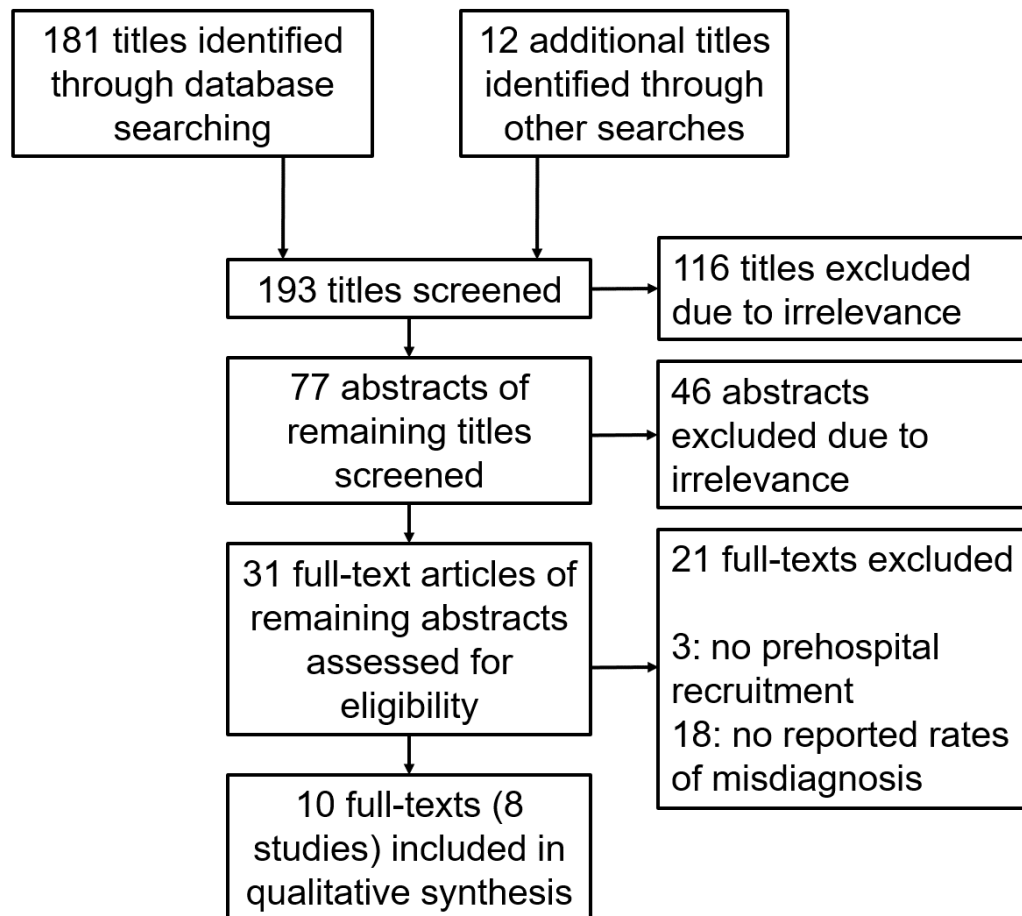 181 titles identified
through database
searching
12 additional titles
identified through
other searches
193 titles screened
116 titles excluded
due to irrelevance
77 abstracts of
remaining titles
screened
46 abstracts
excluded due to
irrelevance
31 full-text articles of
remaining abstracts
assessed for
eligibility
21 full-texts excluded
3: no prehospital
recruitment
18: no reported rates
of misdiagnosis
10 full-texts (8
studies) included in
qualitative synthesis